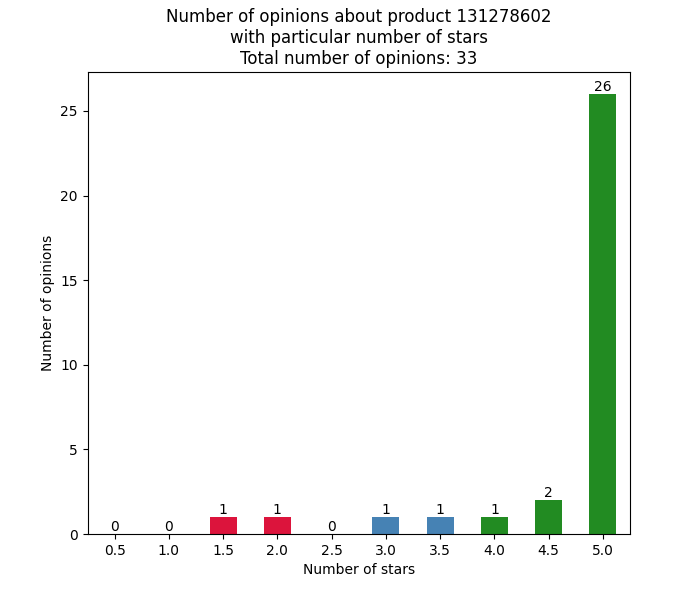 Number of opinions about product 131278602
with particular number of stars
Total number of opinions: 33
Number of opinions
25
20
15
10
5
0
0
0
1
1
0
1
1
1
2
26
0.5 1.0 1.5 2.0 2.5 3.0 3.5 4.0 4.5 5.0
Number of stars